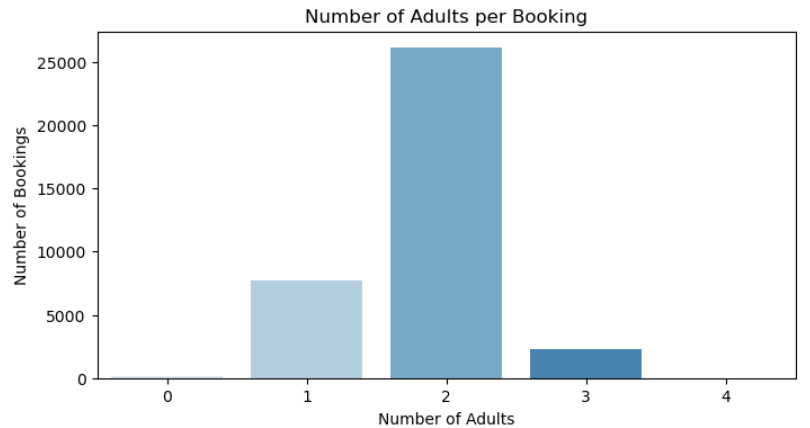 Number of Adults per Booking
Number of Bookings
25000
20000
15000
10000
5000
0
0 1 2 3 4
Number of Adults